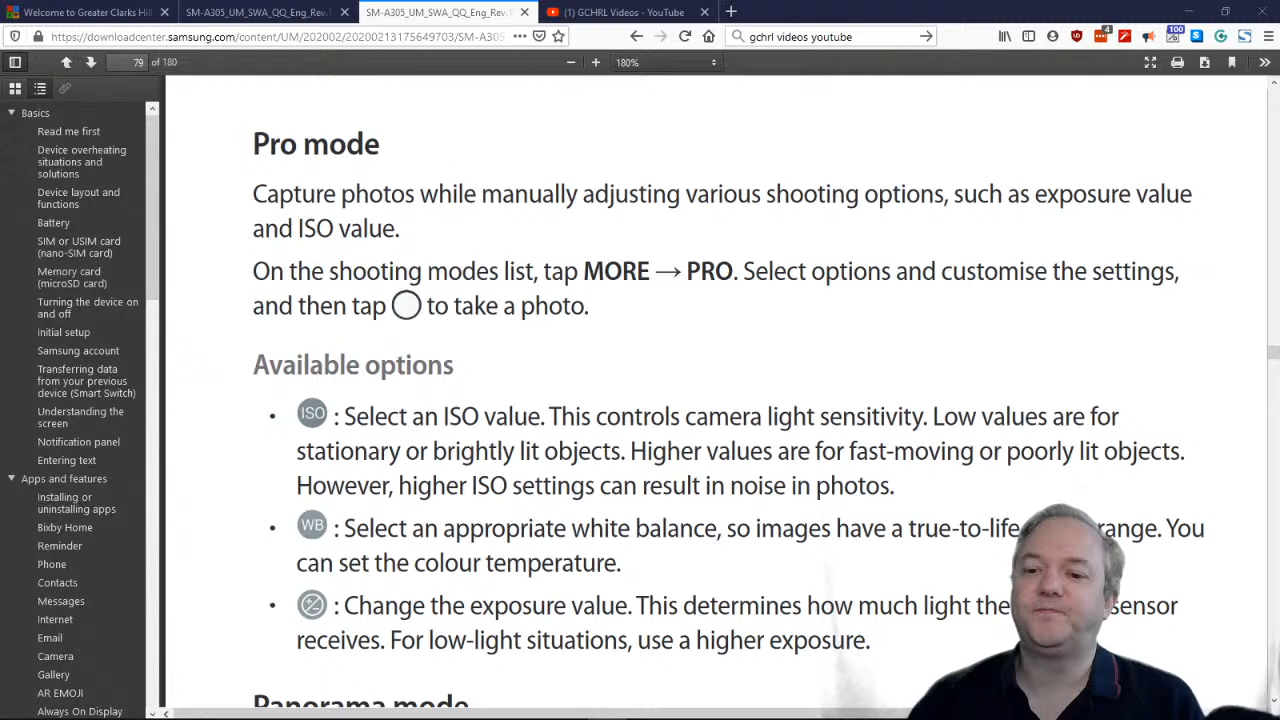 Welcome to Greater Clarks Hill
SM-A305_UM_SWA_QQ_Eng_Rev.
SM-A305_UM_SWA_QQ_Eng_Rev.
(1) GCHRL Videos - YouTube
https://downloadcenter.samsung.com/content/UM/202002/20200213175649703/SM-A305
gchrl videos youtube
4
100
79 of 180
180%
Basics
Read me first
Device overheating
situations and
solutions
Device layout and
functions
Battery
SIM or USIM card
(nano-SIM card)
Memory card
(microSD card)
Turning the device on
and off
Initial setup
Samsung account
Transferring data
from your previous
device (Smart Switch)
Understanding the
screen
Notification panel
Entering text
Apps and features
Installing or
uninstalling apps
Bixby Home
Reminder
Phone
Contacts
Messages
Internet
Email
Camera
Gallery
AR EMOJI
Always On Display
Pro mode
Capture photos while manually adjusting various shooting options, such as exposure value
and ISO value.
On the shooting modes list, tap MORE → PRO. Select options and customise the settings,
and then tap to take a photo.
Available options
• ISO : Select an ISO value. This controls camera light sensitivity. Low values are for
stationary or brightly lit objects. Higher values are for fast-moving or poorly lit objects.
However, higher ISO settings can result in noise in photos.
• WB : Select an appropriate white balance, so images have a true-to-life range. You
can set the colour temperature.
• : Change the exposure value. This determines how much light the sensor
receives. For low-light situations, use a higher exposure.
Panorama mode